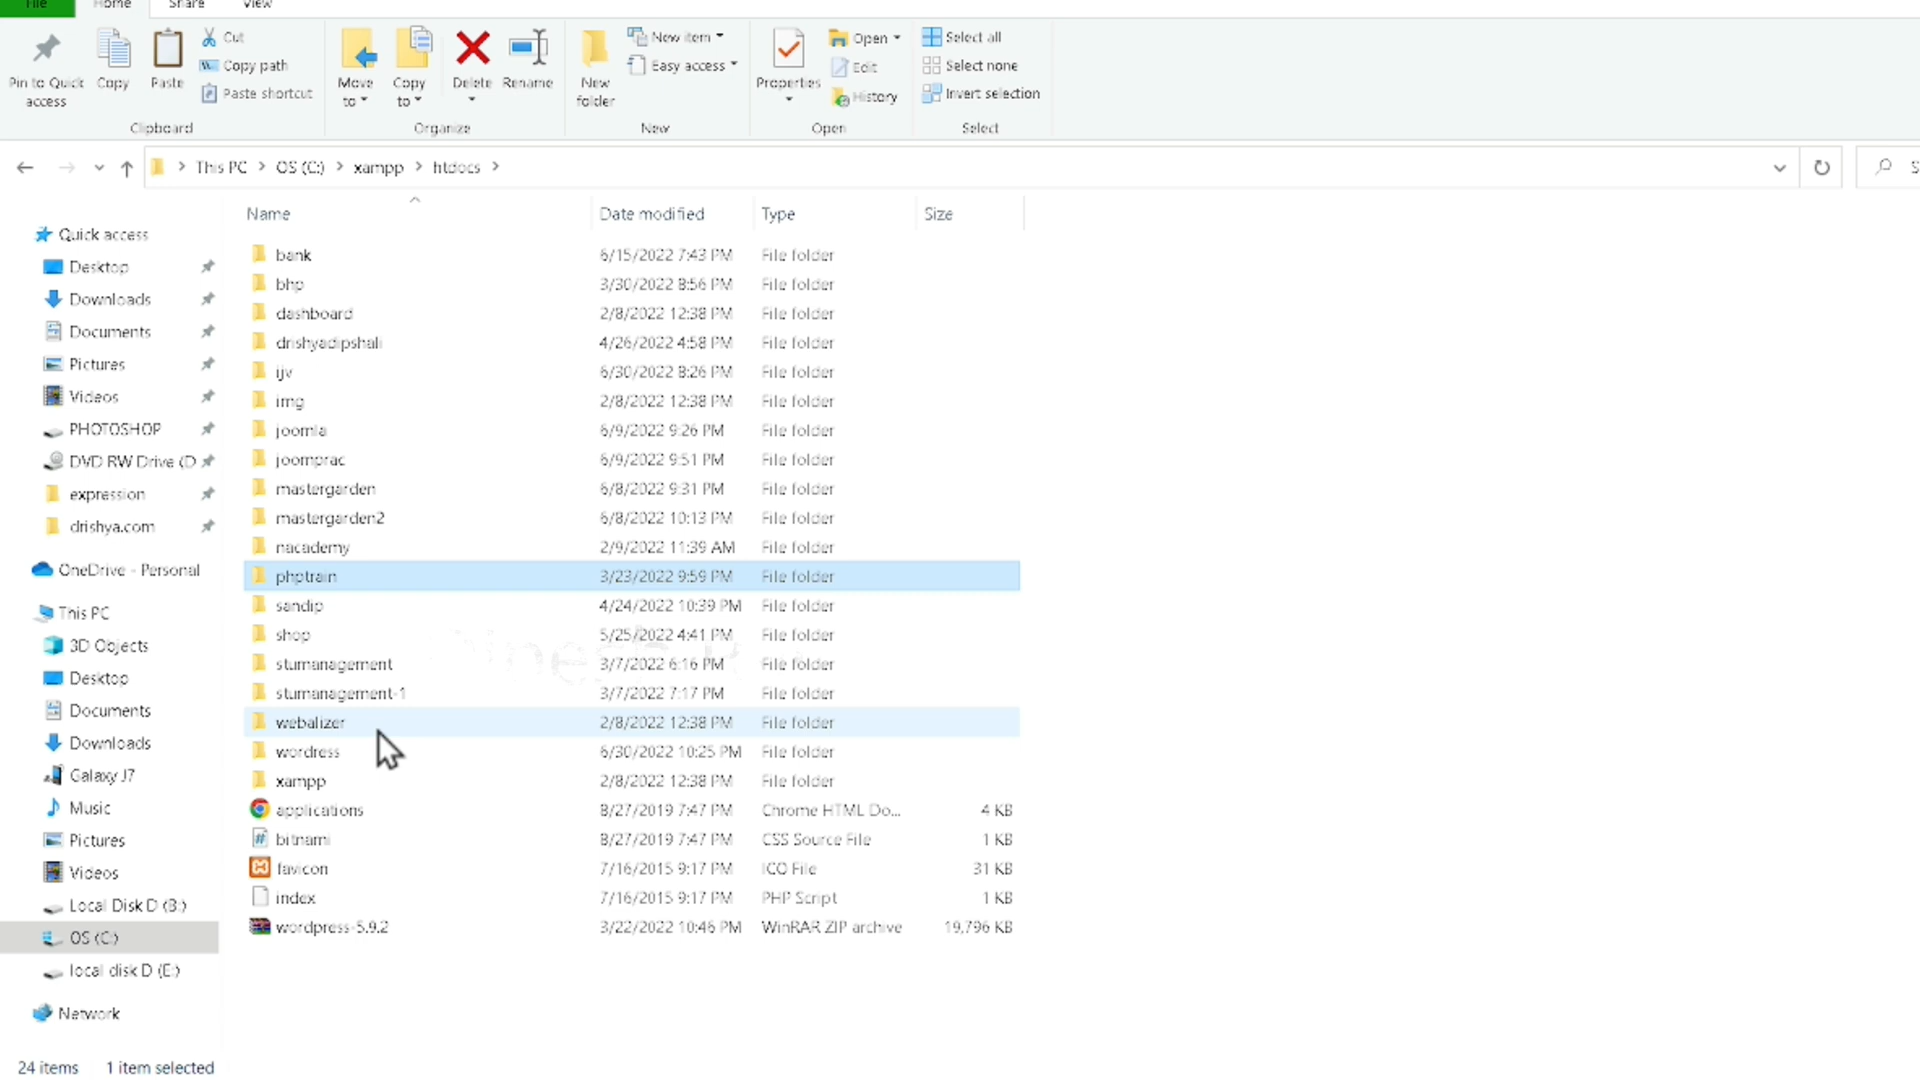 File Home Share View
Pin to Quick access
Copy
Paste
Cut
Copy path
Paste shortcut
Clipboard
Move to
Copy to
Delete
Rename
Organize
New folder
New item
Easy access
New
Properties
Open
Edit
History
Open
Select all
Select none
Invert selection
Select
This PC > OS (C:) > xampp > htdocs >
Name Date modified Type Size
Quick access
Desktop
Downloads
Documents
Pictures
Videos
PHOTOSHOP
DVD RW Drive (D
expression
drishya.com
OneDrive - Personal
This PC
3D Objects
Desktop
Documents
Downloads
Galaxy J7
Music
Pictures
Videos
Local Disk D (B:)
OS (C:)
local disk D (E:)
Network
bank 6/15/2022 7:43 PM File folder
bhp 3/30/2022 8:56 PM File folder
dashboard 2/8/2022 12:38 PM File folder
drishyadipshali 4/26/2022 4:58 PM File folder
ijv 6/30/2022 8:26 PM File folder
img 2/8/2022 12:38 PM File folder
joomla 6/9/2022 9:26 PM File folder
joomprac 6/9/2022 9:51 PM File folder
mastergarden 6/8/2022 9:31 PM File folder
mastergarden2 6/8/2022 10:13 PM File folder
nacademy 2/9/2022 11:39 AM File folder
phptrain 3/23/2022 9:59 PM File folder
sandip 4/24/2022 10:39 PM File folder
shop 5/25/2022 4:41 PM File folder
stumanagement 3/7/2022 6:16 PM File folder
stumanagement-1 3/7/2022 7:17 PM File folder
webalizer 2/8/2022 12:38 PM File folder
wordress 6/30/2022 10:25 PM File folder
xampp 2/8/2022 12:38 PM File folder
applications 8/27/2019 7:47 PM Chrome HTML Do... 4 KB
bitnami 8/27/2019 7:47 PM CSS Source File 1 KB
favicon 7/16/2015 9:17 PM ICO File 31 KB
index 7/16/2015 9:17 PM PHP Script 1 KB
wordpress-5.9.2 3/22/2022 10:46 PM WinRAR ZIP archive 19,796 KB
24 items 1 item selected